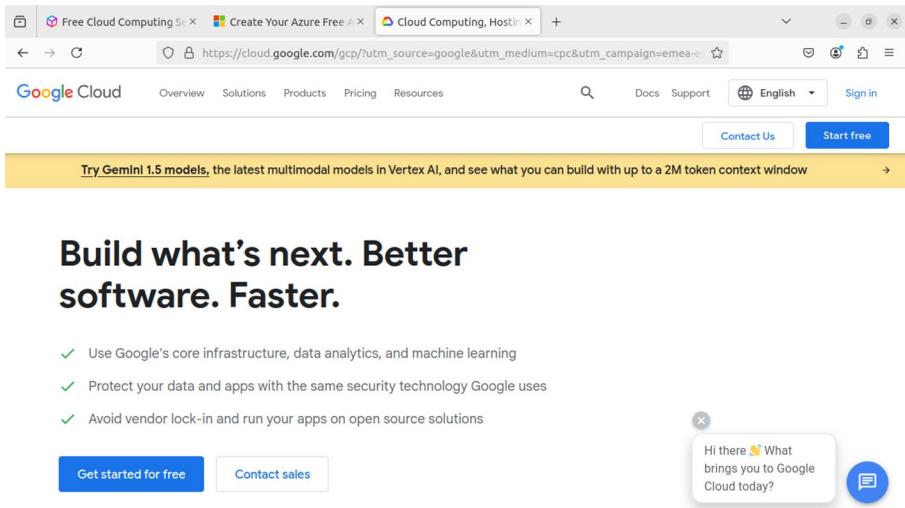 Free Cloud Computing Se
Create Your Azure Free A
Cloud Computing, Hostin
https://cloud.google.com/gcp/?utm_source=google&utm_medium=cpc&utm_campaign=emea-es
Google Cloud
Overview
Solutions
Products
Pricing
Resources
Docs
Support
English
Sign in
Contact Us
Start free
Try Gemini 1.5 models, the latest multimodal models in Vertex AI, and see what you can build with up to a 2M token context window
Build what's next. Better
software. Faster.
Use Google's core infrastructure, data analytics, and machine learning
Protect your data and apps with the same security technology Google uses
Avoid vendor lock-in and run your apps on open source solutions
Get started for free
Contact sales
Hi there 👋 What
brings you to Google
Cloud today?